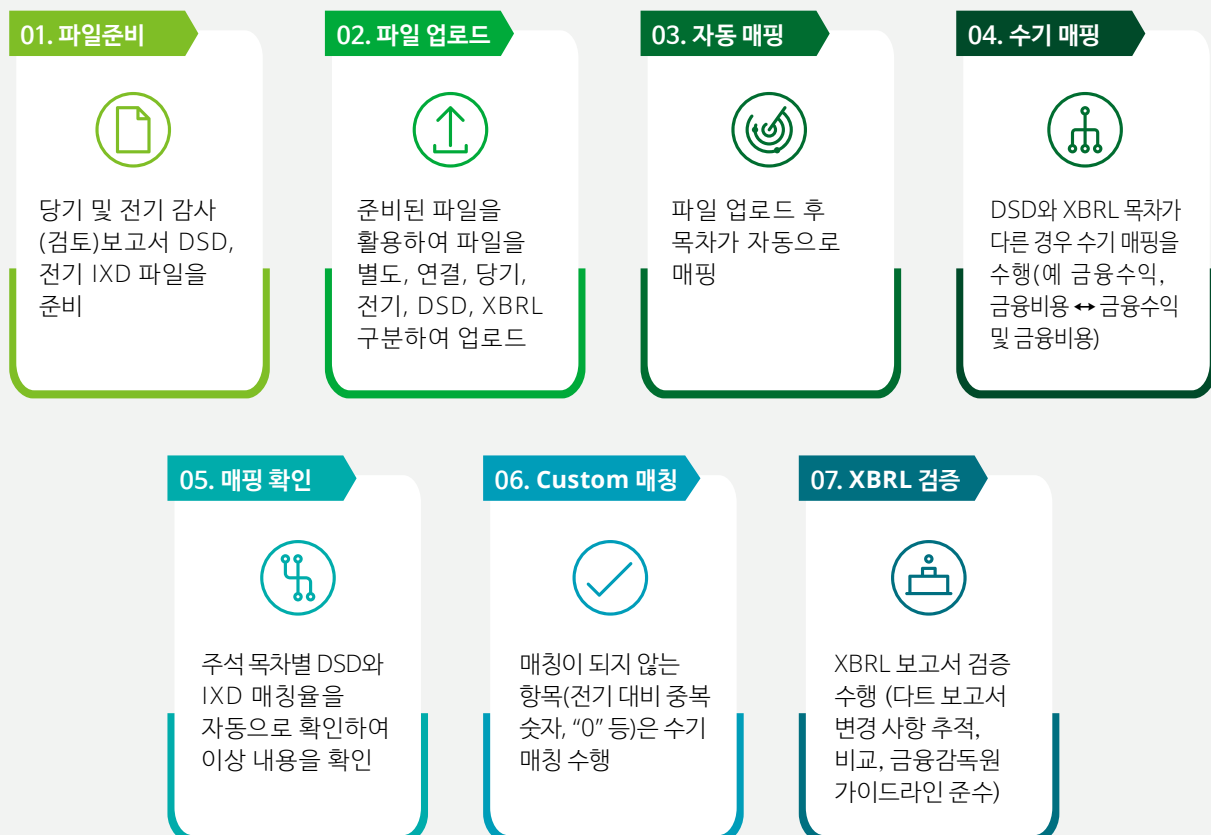 01. 파일준비
당기 및 전기 감사
(검토)보고서 DSD,
전기 IXD 파일을
준비
02. 파일 업로드
준비된 파일을
활용하여 파일을
별도, 연결, 당기,
전기, DSD, XBRL
구분하여 업로드
03. 자동 매핑
파일 업로드 후
목차가 자동으로
매핑
04. 수기 매핑
DSD와 XBRL 목차가
다른 경우 수기 매핑을
수행(예 금융수익,
금융비용 ↔ 금융수익
및 금융비용)
05. 매핑 확인
주석 목차별 DSD와
IXD 매칭율을
자동으로 확인하여
이상 내용을 확인
06. Custom 매칭
매칭이 되지 않는
항목(전기 대비 중복
숫자, “0” 등)은 수기
매칭 수행
07. XBRL 검증
XBRL 보고서 검증
수행 (다트 보고서
변경 사항 추적,
비교, 금융감독원
가이드라인 준수)